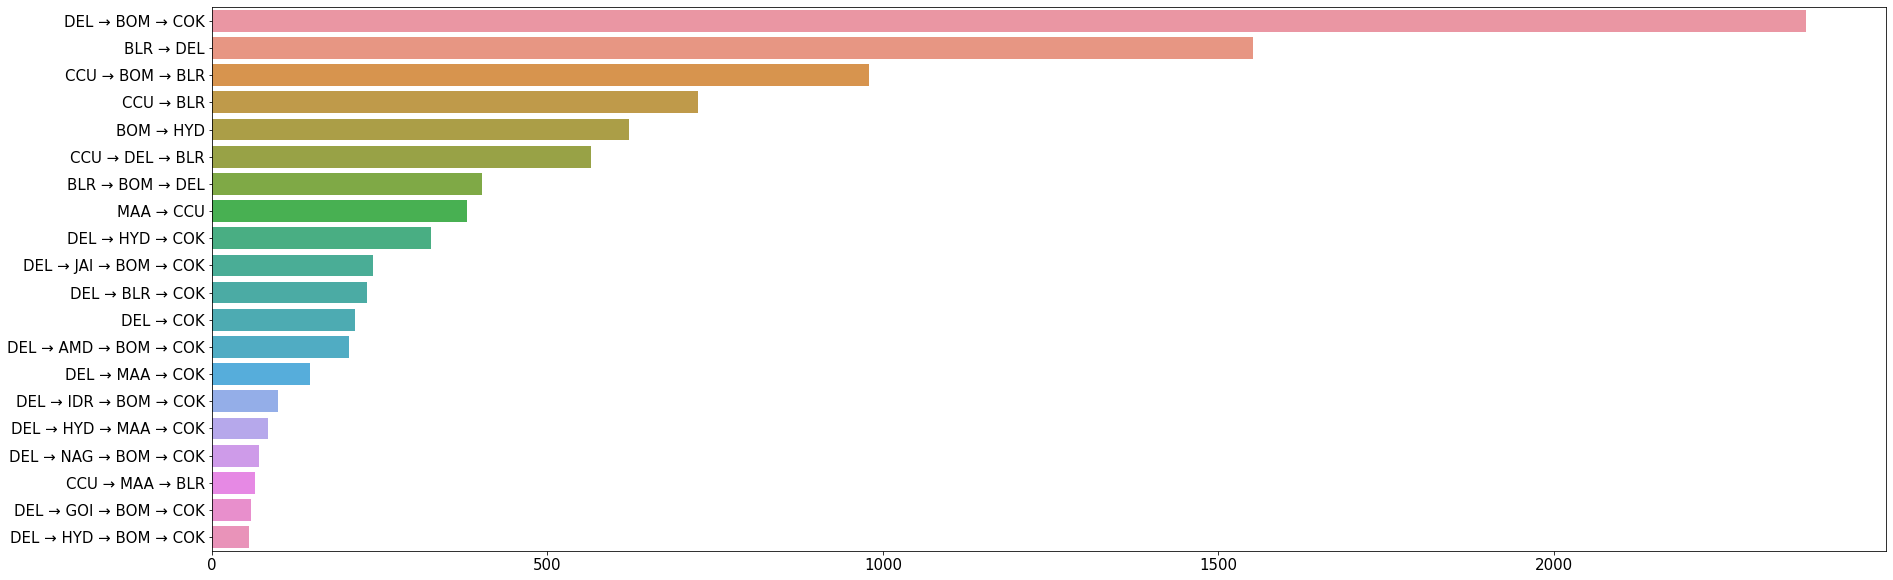 DEL → BOM → COK
BLR → DEL
CCU → BOM → BLR
CCU → BLR
BOM → HYD
CCU → DEL → BLR
BLR → BOM → DEL
MAA → CCU
DEL → HYD → COK
DEL → JAI → BOM → COK
DEL → BLR → COK
DEL → COK
DEL → AMD → BOM → COK
DEL → MAA → COK
DEL → IDR → BOM → COK
DEL → HYD → MAA → COK
DEL → NAG → BOM → COK
CCU → MAA → BLR
DEL → GOI → BOM → COK
DEL → HYD → BOM → COK
0 500 1000 1500 2000